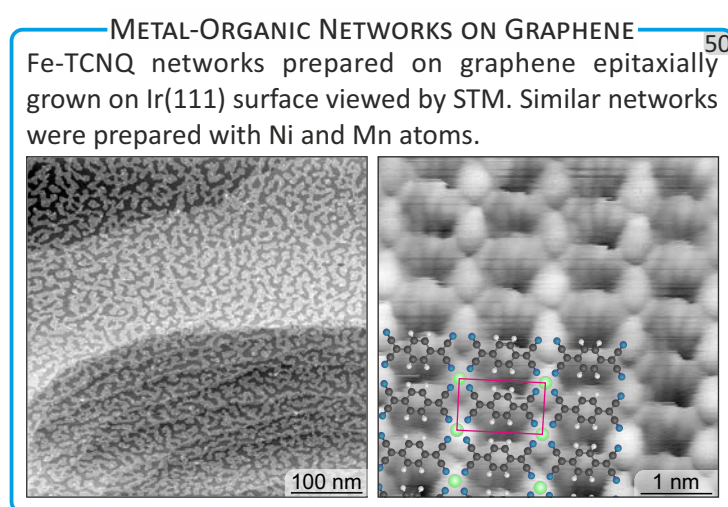 METAL-ORGANIC NETWORKS ON GRAPHENE
50
Fe-TCNQ networks prepared on graphene epitaxially
grown on Ir(111) surface viewed by STM. Similar networks
were prepared with Ni and Mn atoms.
100 nm
1 nm